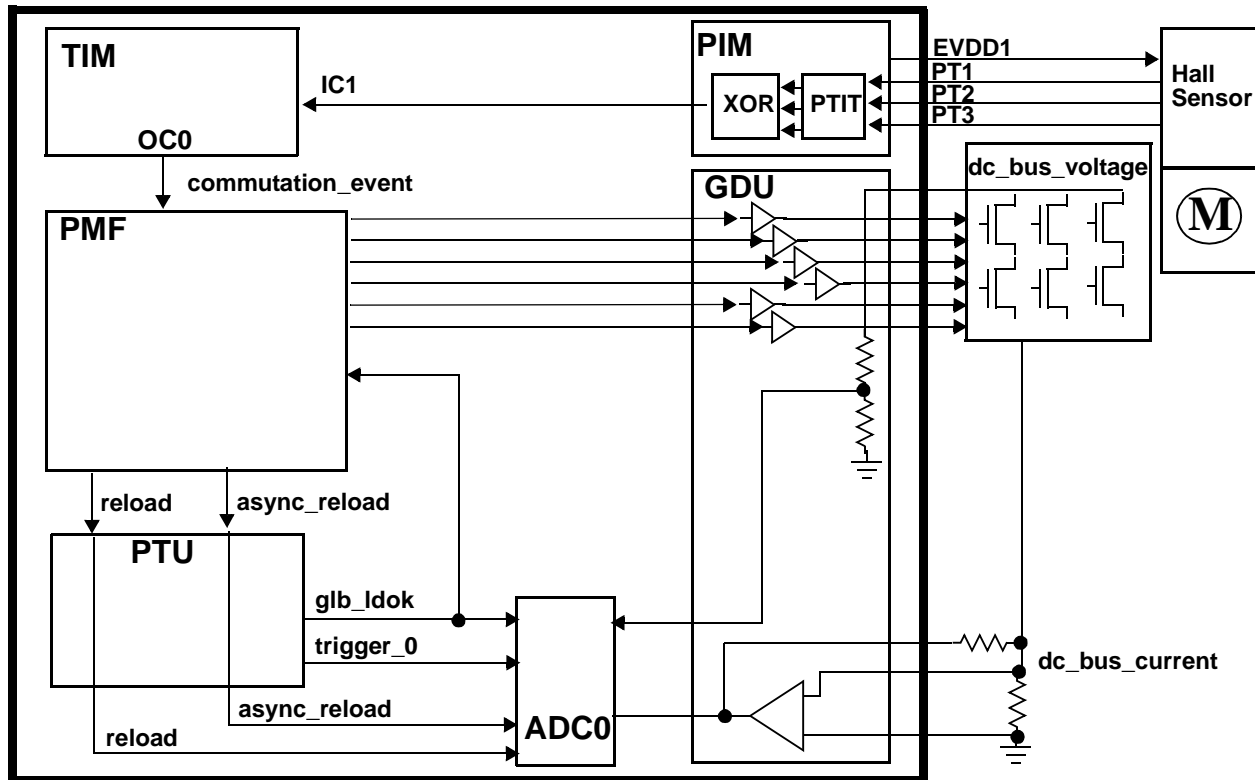 TIM
IC1
OC0
commutation_event
PMF
reload
async_reload
PTU
glb_ldok
trigger_0
async_reload
reload
ADC0
PIM
XOR
PTIT
GDU
EVDD1
PT1
PT2
PT3
Hall
Sensor
dc_bus_voltage
M
dc_bus_current